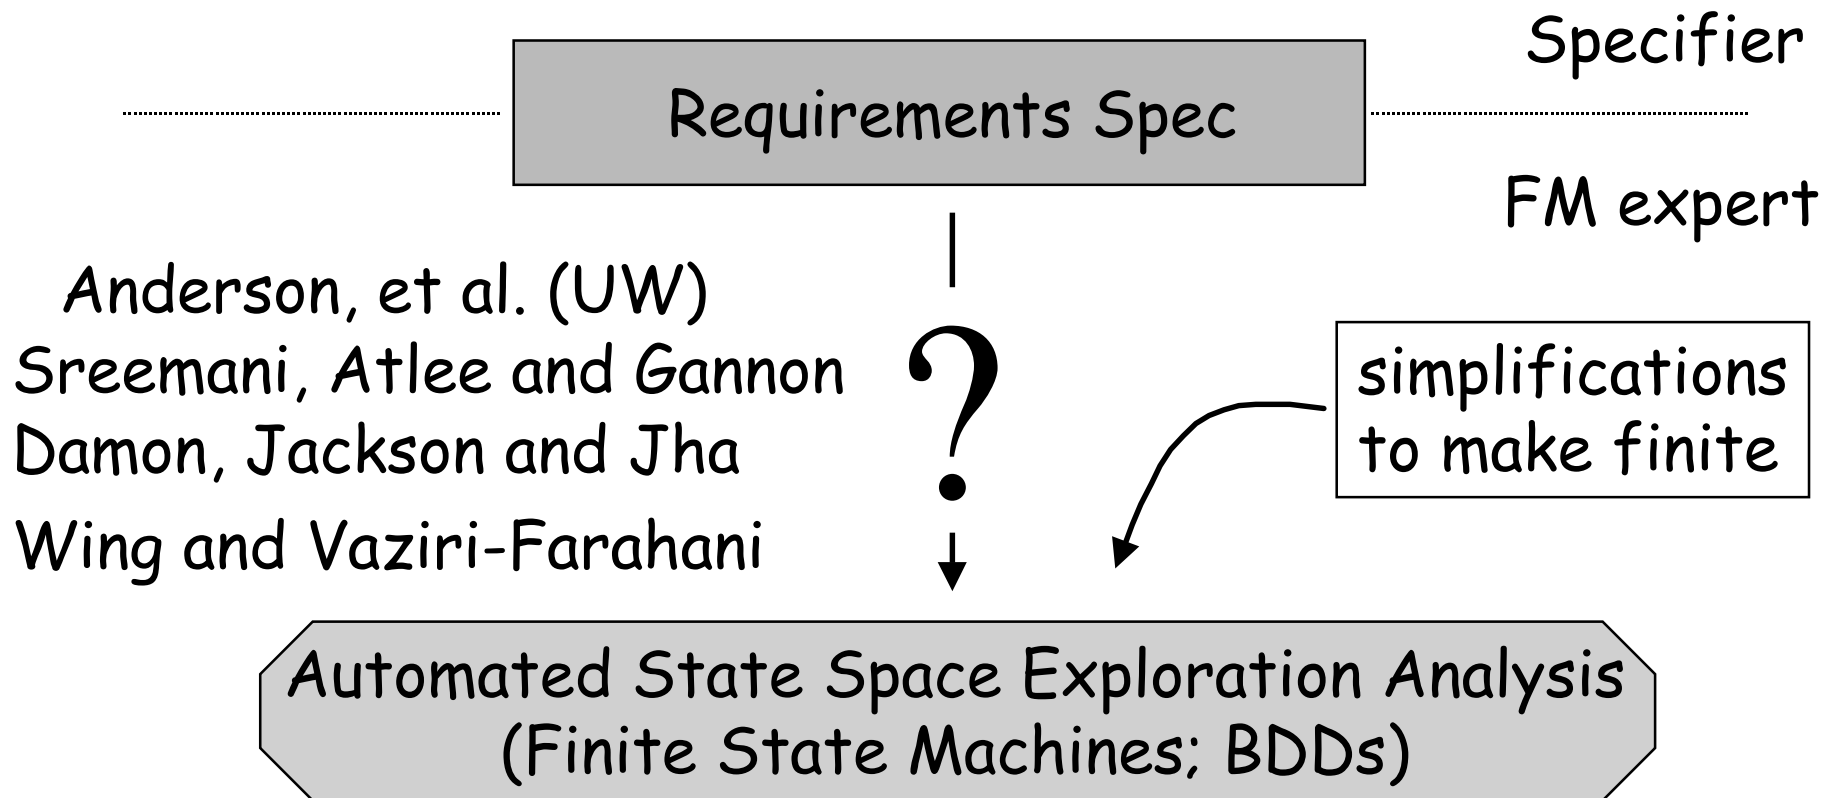 Specifier
Requirements Spec
FM expert
Anderson, et al. (UW)
Sreemani, Atlee and Gannon
Damon, Jackson and Jha
Wing and Vaziri-Farahani
?
simplifications
to make finite
Automated State Space Exploration Analysis
(Finite State Machines; BDDs)